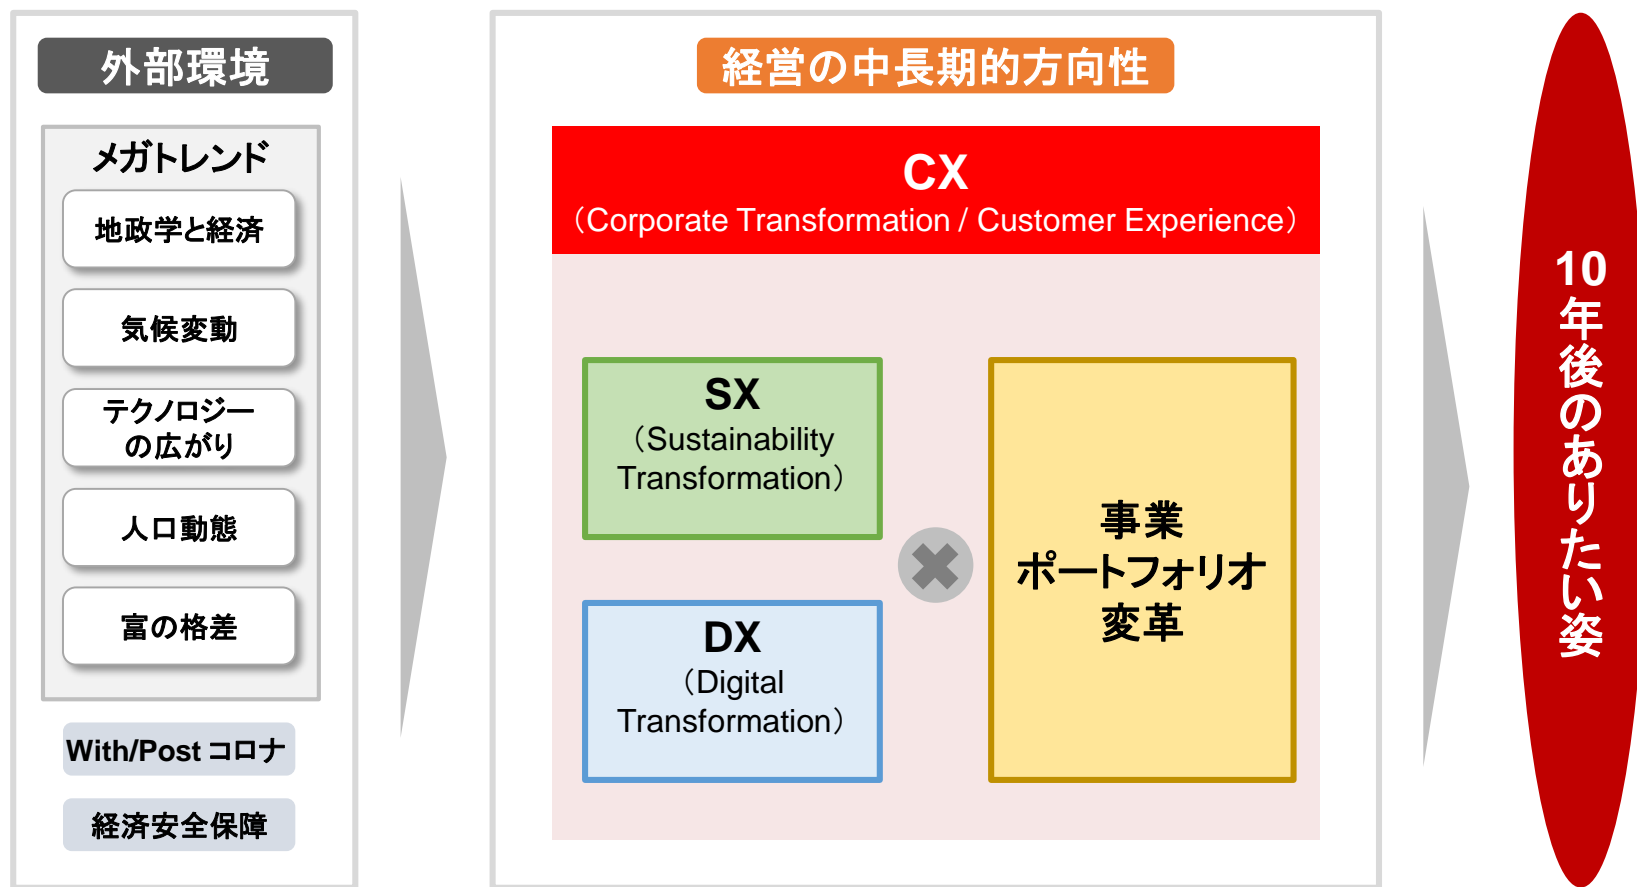 外部環境
メガトレンド
地政学と経済
気候変動
テクノロジー
の広がり
人口動態
富の格差
With/Post コロナ
経済安全保障
経営の中長期的方向性
CX
（Corporate Transformation / Customer Experience）
SX
（Sustainability
Transformation）
DX
（Digital
Transformation）
事業
ポートフォリオ
変革
10年後のありたい姿